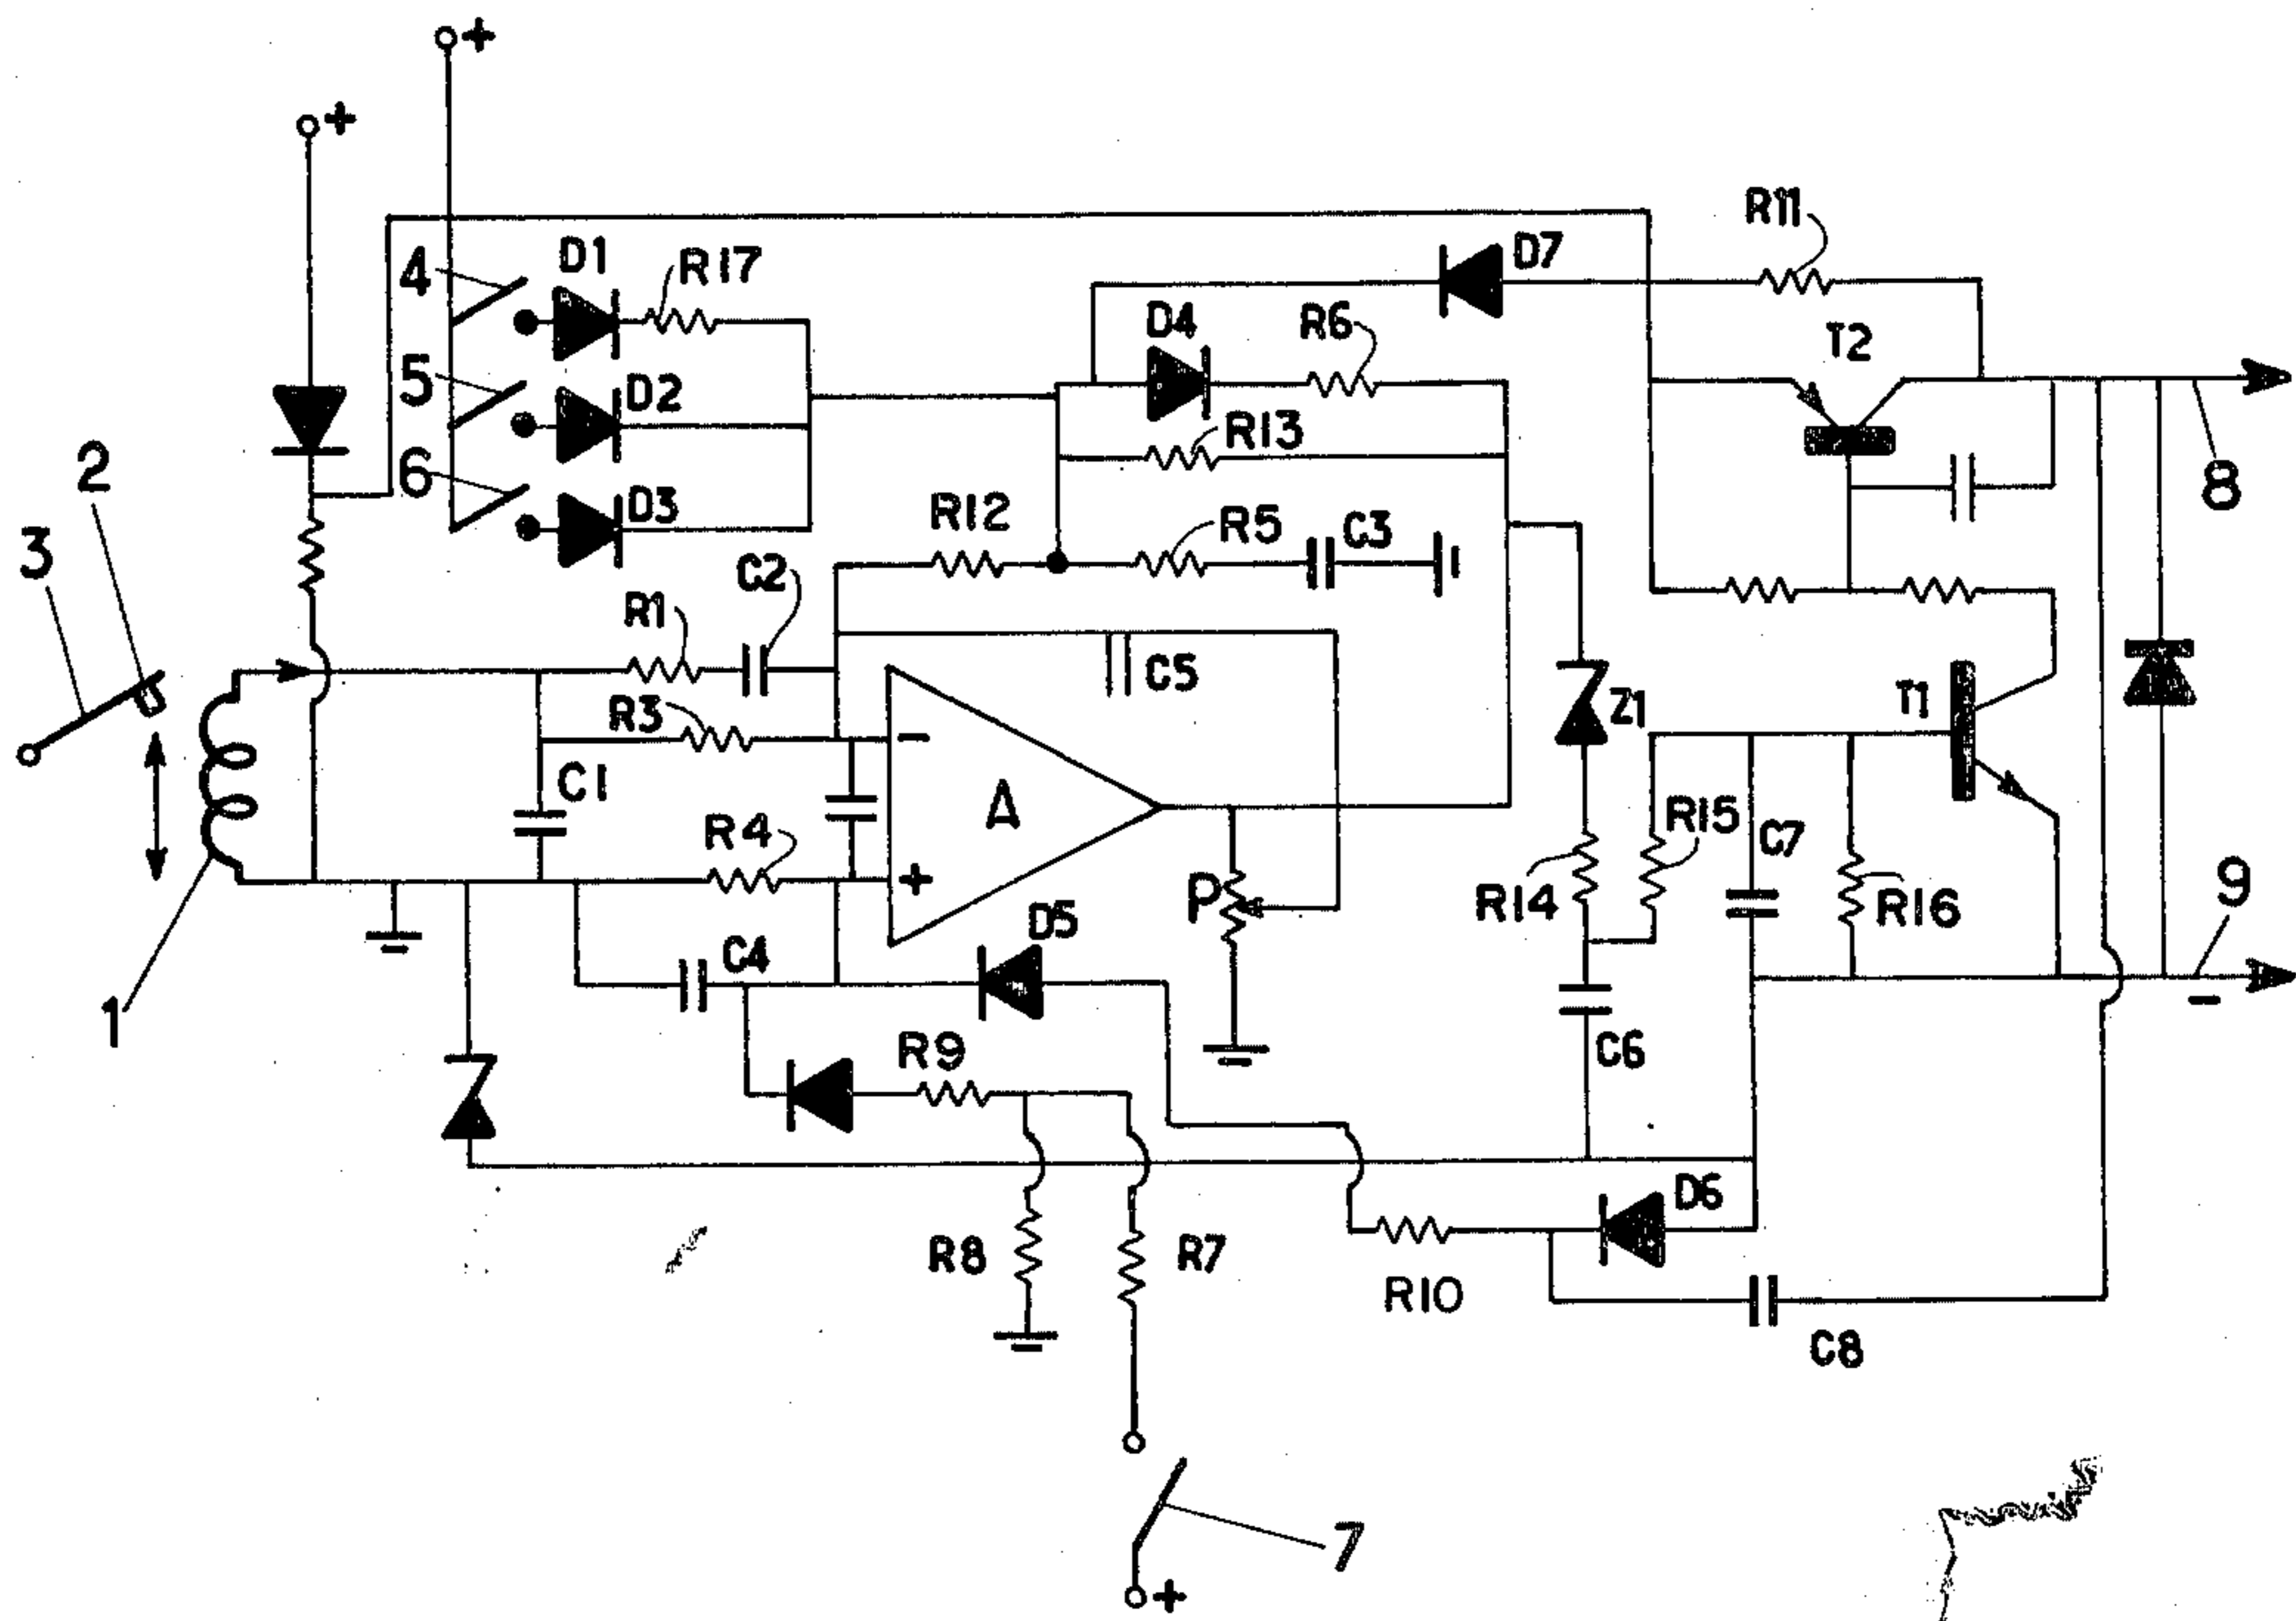 +
+
R11
D1
R17
D7
4
D4
R6
T2
5
D2
R13
2
6
D3
R12
R5
C3
8
3
C2
R1
C5
R3
Z1
T1
-
C1
A
R4
R15
C7
+
P
D5
R14
R16
9
C4
1
-
R9
C6
D6
R8
R7
R10
C8
7
+